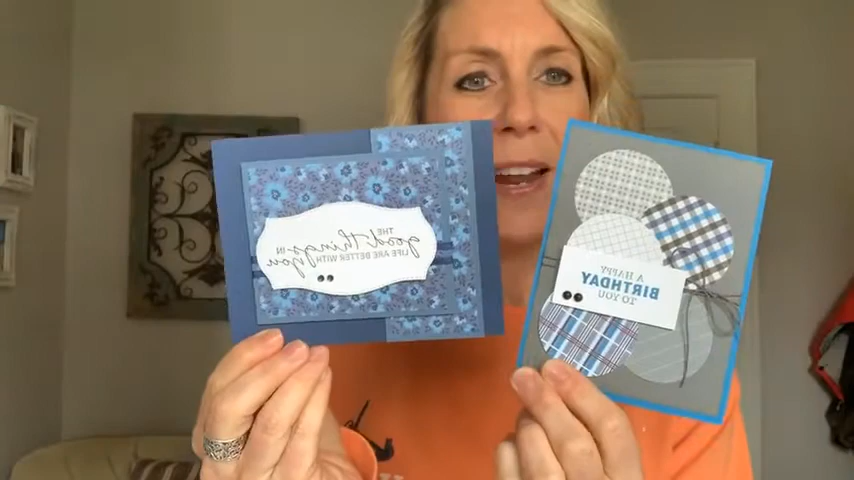 THE
good things IN
LIFE ARE BETTER WITH
you
A HAPPY
BIRTHDAY
TO YOU